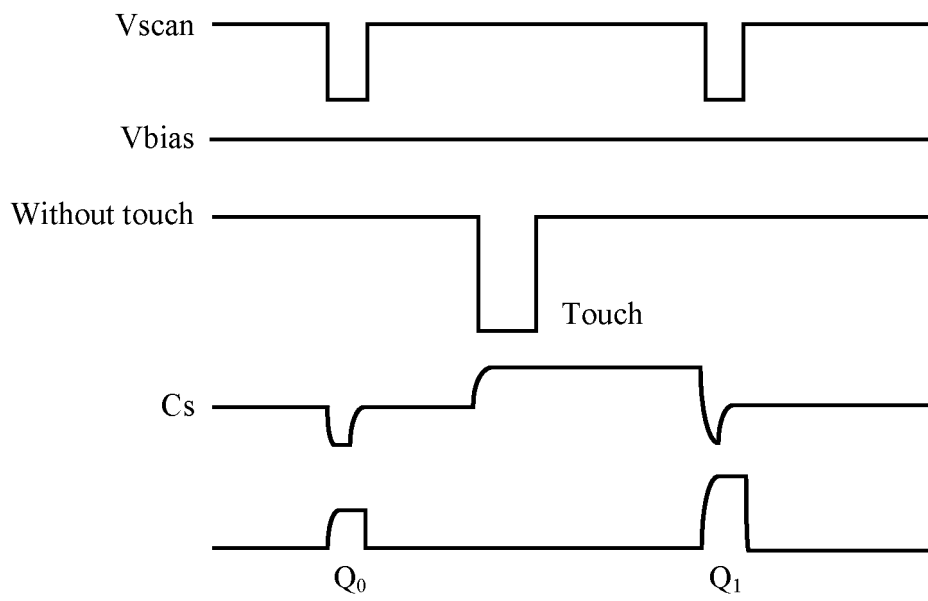 Vscan
Vbias
Without touch
Touch
Cs
Q₀ Q₁